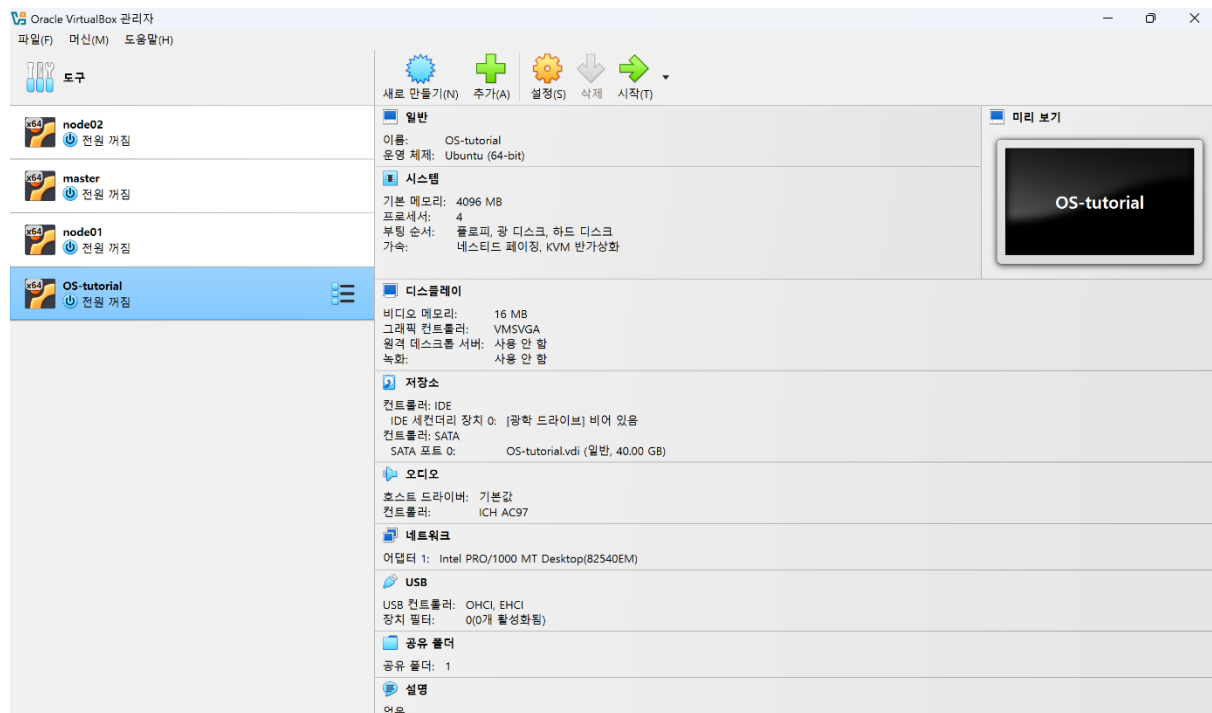 Oracle VirtualBox 관리자
파일(F) 머신(M) 도움말(H)
도구
새로 만들기(N) 추가(A) 설정(S) 삭제 시작(T)
x64 node02
전원 꺼짐
x64 master
전원 꺼짐
x64 node01
전원 꺼짐
x64 OS-tutorial
전원 꺼짐
일반
이름: OS-tutorial
운영 체제: Ubuntu (64-bit)
시스템
기본 메모리: 4096 MB
프로세서: 4
부팅 순서: 플로피, 광 디스크, 하드 디스크
가속: 네스티드 페이징, KVM 반가상화
미리 보기
OS-tutorial
디스플레이
비디오 메모리: 16 MB
그래픽 컨트롤러: VMSVGA
원격 데스크톱 서버: 사용 안 함
녹화: 사용 안 함
저장소
컨트롤러: IDE
IDE 세컨더리 장치 0: [광학 드라이브] 비어 있음
컨트롤러: SATA
SATA 포트 0: OS-tutorial.vdi (일반, 40.00 GB)
오디오
호스트 드라이버: 기본값
컨트롤러: ICH AC97
네트워크
어댑터 1: Intel PRO/1000 MT Desktop(82540EM)
USB
USB 컨트롤러: OHCI, EHCI
장치 필터: 0(0개 활성화됨)
공유 폴더
공유 폴더: 1
설명
없음